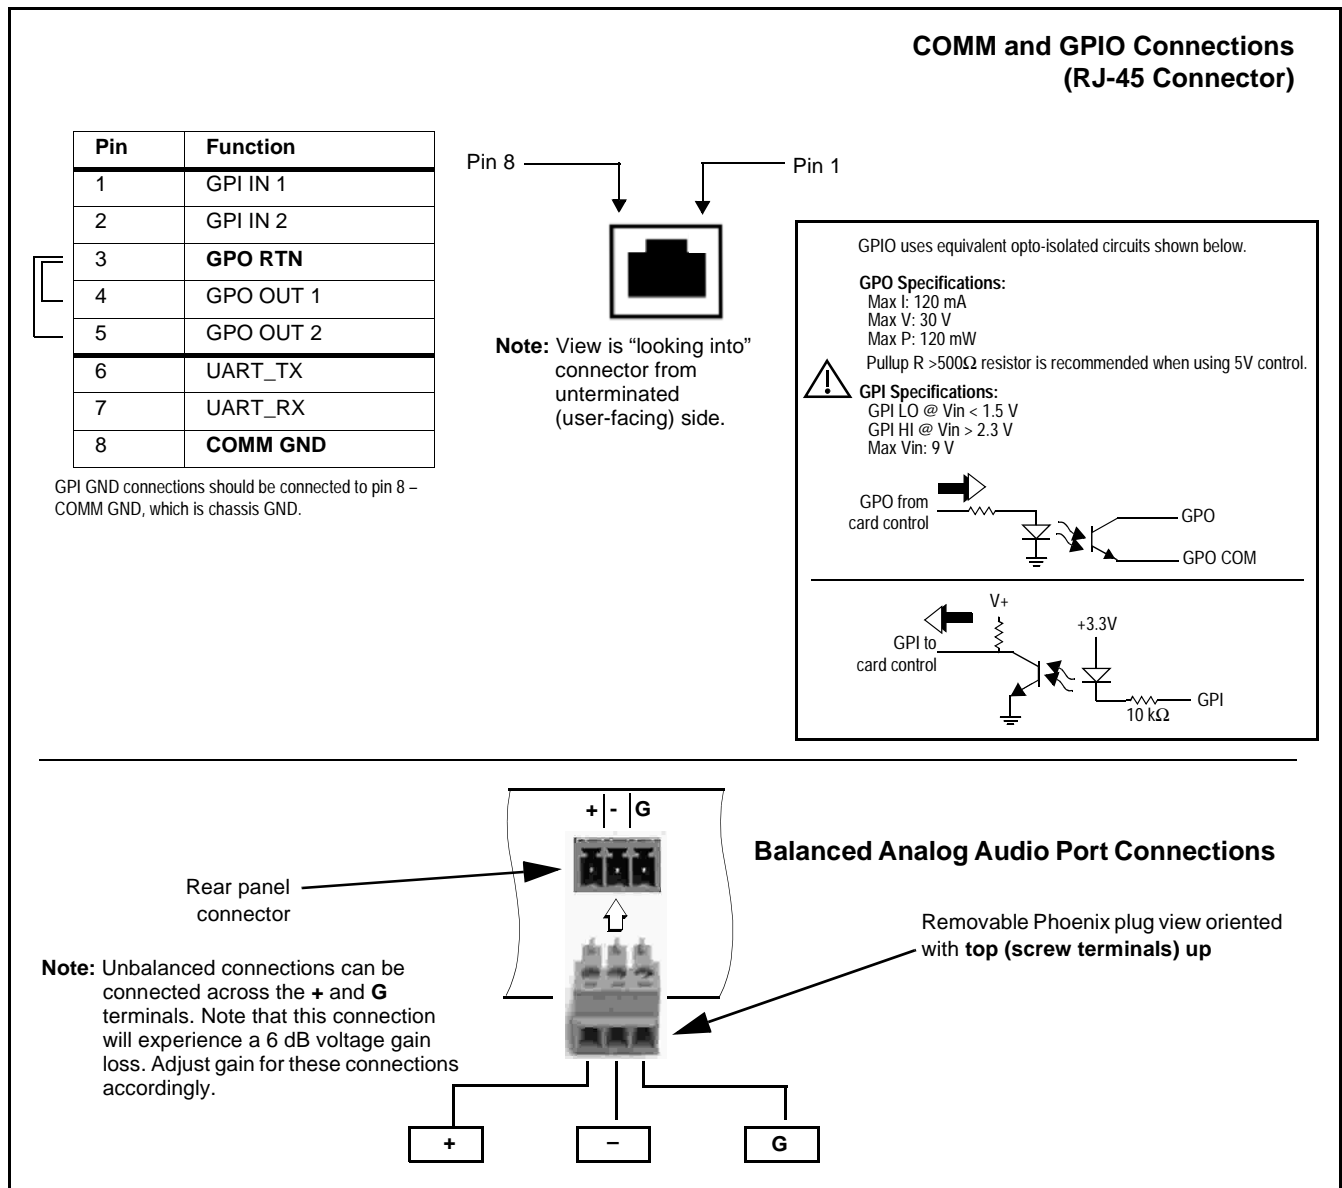 COMM and GPIO Connections
(RJ-45 Connector)
Pin Function
1 GPI IN 1
2 GPI IN 2
3 GPO RTN
4 GPO OUT 1
5 GPO OUT 2
6 UART_TX
7 UART_RX
8 COMM GND
GPI GND connections should be connected to pin 8 –
COMM GND, which is chassis GND.
Pin 8
Pin 1
Note: View is “looking into”
connector from
unterminated
(user-facing) side.
GPIO uses equivalent opto-isolated circuits shown below.
GPO Specifications:
Max I: 120 mA
Max V: 30 V
Max P: 120 mW
Pullup R >500Ω resistor is recommended when using 5V control.
GPI Specifications:
GPI LO @ Vin < 1.5 V
GPI HI @ Vin > 2.3 V
Max Vin: 9 V
GPO from
card control
GPO
GPO COM
V+
+3.3V
GPI to
card control
GPI
10 kΩ
+ - G
Balanced Analog Audio Port Connections
Rear panel
connector
Removable Phoenix plug view oriented
with top (screw terminals) up
Note: Unbalanced connections can be
connected across the + and G
terminals. Note that this connection
will experience a 6 dB voltage gain
loss. Adjust gain for these connections
accordingly.
+ – G